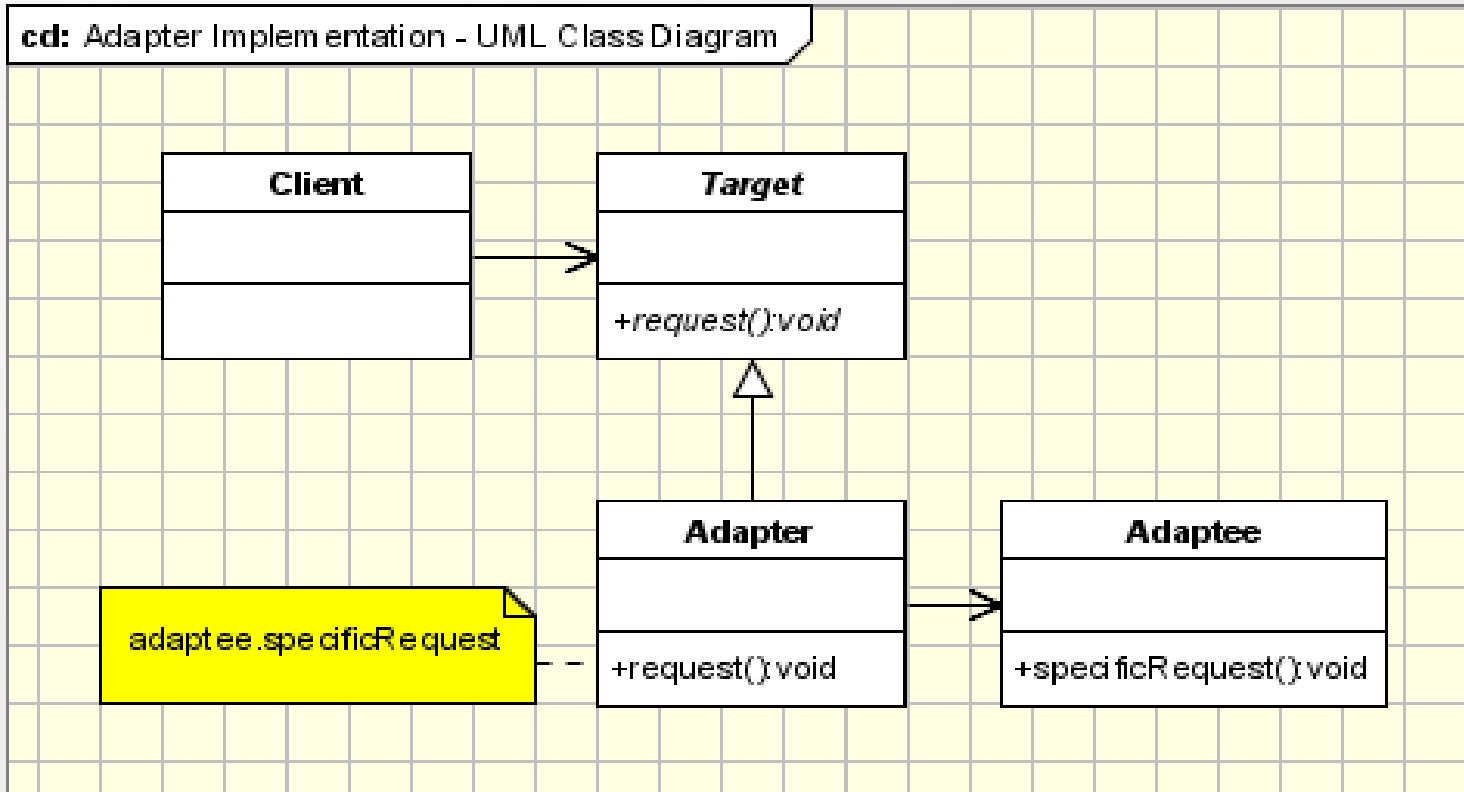 cd: Adapter Implementation - UML Class Diagram
Client
Target
+request():void
Adapter
Adaptee
adaptee.specificRequest
+request():void
+specificRequest():void